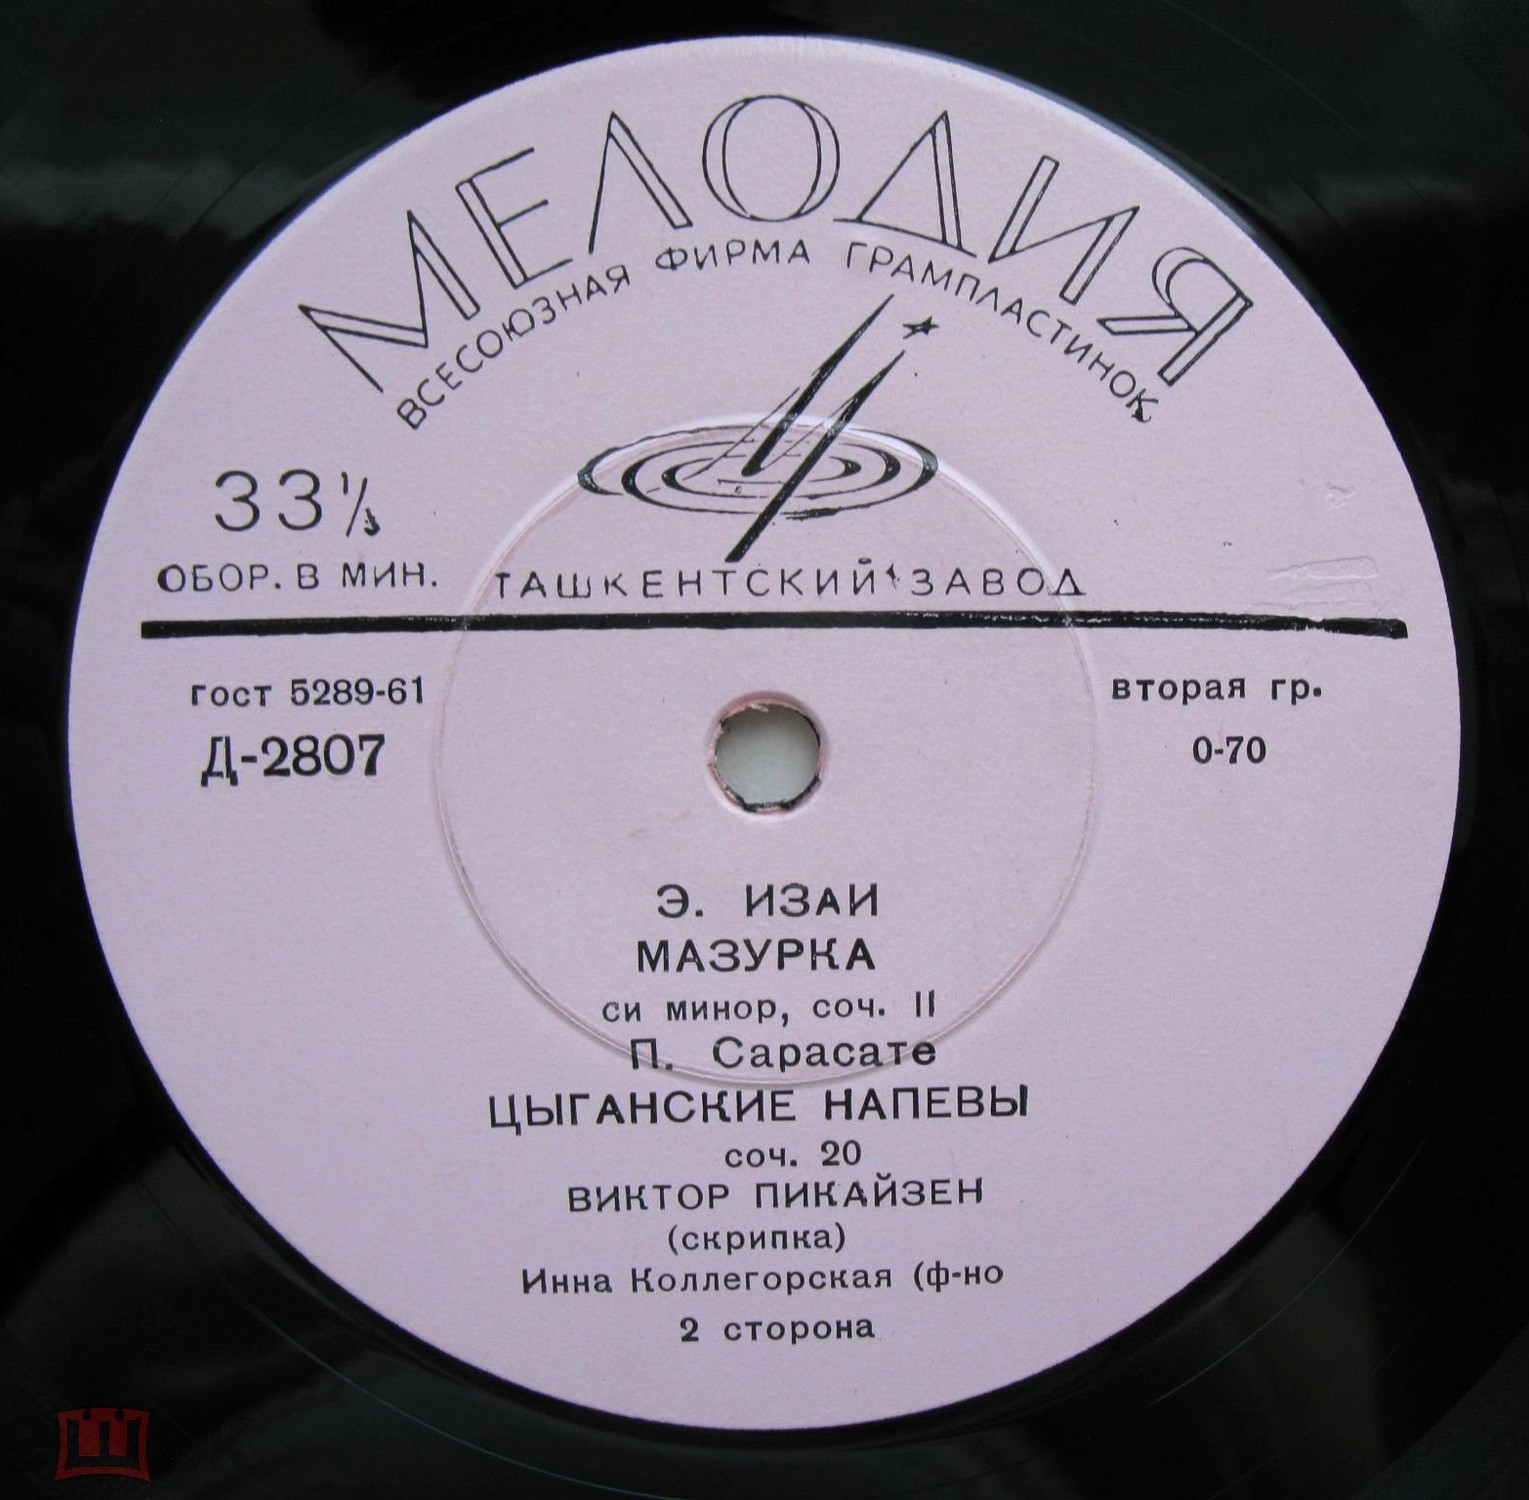 МЕЛОДИЯ
ВСЕСОЮЗНАЯ ФИРМА ГРАМПЛАСТИНОК
33⅓
ОБОР. В МИН.
ТАШКЕНТСКИЙ ЗАВОД
гост 5289-61
вторая гр.
Д-2807
0-70
Э. ИЗАИ
МАЗУРКА
си минор, соч. II
П. Сарасате
ЦЫГАНСКИЕ НАПЕВЫ
соч. 20
ВИКТОР ПИКАЙЗЕН
(скрипка)
Инна Коллегорская (ф-но
2 сторона